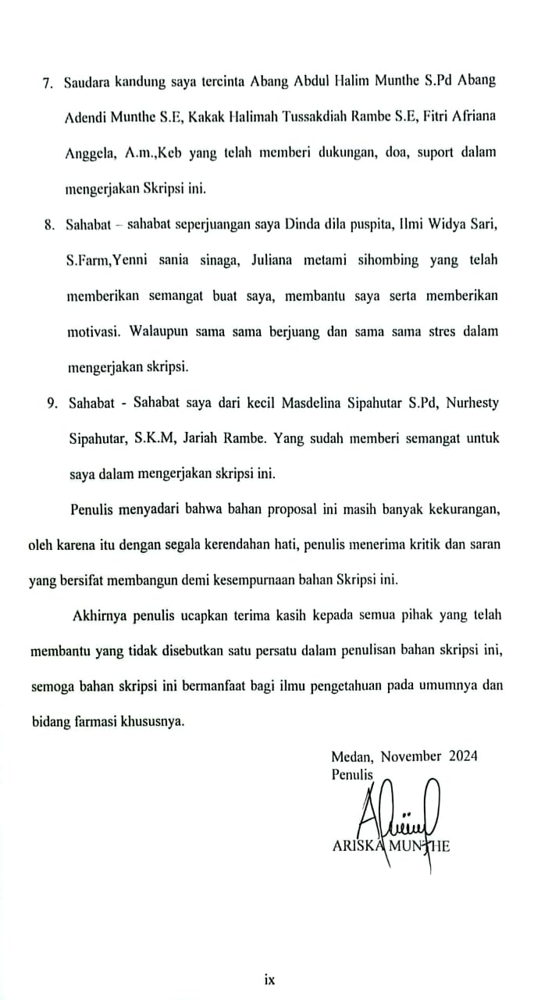 7. Saudara kandung saya tercinta Abang Abdul Halim Munthe S.Pd Abang
Adendi Munthe S.E, Kakak Halimah Tussakdiah Rambe S.E, Fitri Afriana
Anggela, A.m.,Keb yang telah memberi dukungan, doa, suport dalam
mengerjakan Skripsi ini.
8. Sahabat – sahabat seperjuangan saya Dinda dila puspita, Ilmi Widya Sari,
S.Farm,Yenni sania sinaga, Juliana metami sihombing yang telah
memberikan semangat buat saya, membantu saya serta memberikan
motivasi. Walaupun sama sama berjuang dan sama sama stres dalam
mengerjakan skripsi.
9. Sahabat - Sahabat saya dari kecil Masdelina Sipahutar S.Pd, Nurhesty
Sipahutar, S.K.M, Jariah Rambe. Yang sudah memberi semangat untuk
saya dalam mengerjakan skripsi ini.
Penulis menyadari bahwa bahan proposal ini masih banyak kekurangan,
oleh karena itu dengan segala kerendahan hati, penulis menerima kritik dan saran
yang bersifat membangun demi kesempurnaan bahan Skripsi ini.
Akhirnya penulis ucapkan terima kasih kepada semua pihak yang telah
membantu yang tidak disebutkan satu persatu dalam penulisan bahan skripsi ini,
semoga bahan skripsi ini bermanfaat bagi ilmu pengetahuan pada umumnya dan
bidang farmasi khususnya.
Medan, November 2024
Penulis
ARISKA MUNTHE
ix